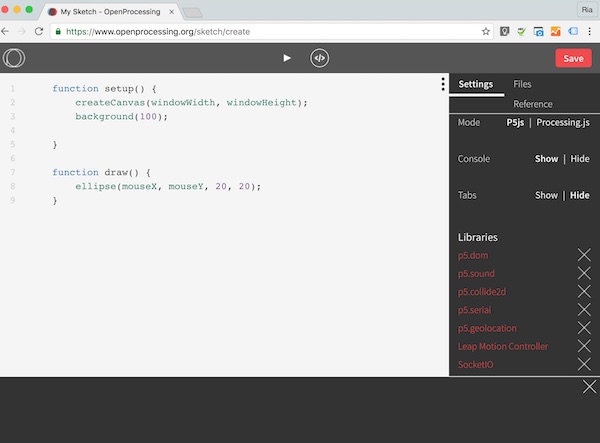 My Sketch - OpenProcessing
Ria
https://www.openprocessing.org/sketch/create
</>
Save
1 function setup() {
2 createCanvas(windowWidth, windowHeight);
3 background(100);
4
5 }
6
7 function draw() {
8 ellipse(mouseX, mouseY, 20, 20);
9 }
Settings Files
Reference
Mode P5js | Processing.js
Console Show | Hide
Tabs Show | Hide
Libraries
p5.dom
p5.sound
p5.collide2d
p5.serial
p5.geolocation
Leap Motion Controller
SocketIO